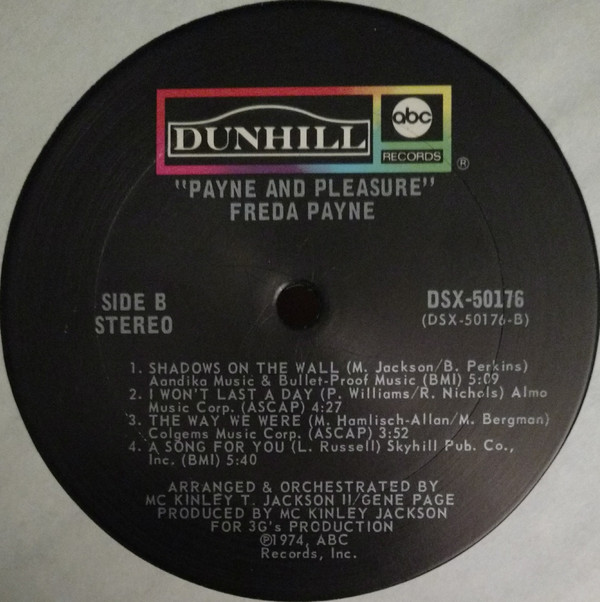 DUNHILL
abc
RECORDS
®
"PAYNE AND PLEASURE"
FREDA PAYNE
SIDE B
STEREO
DSX-50176
(DSX-50176-B)
1. SHADOWS ON THE WALL (M. Jackson/B. Perkins)
Aandika Music & Bullet-Proof Music (BMI) 5:09
2. I WON'T LAST A DAY (P. Williams/R. Nichols) Almo
Music Corp. (ASCAP) 4:27
3. THE WAY WE WERE (M. Hamlisch-Allan/M. Bergman)
Colgems Music Corp. (ASCAP) 3:52
4. A SONG FOR YOU (L. Russell) Skyhill Pub. Co.,
Inc. (BMI) 5:40
ARRANGED & ORCHESTRATED BY
MC KINLEY T. JACKSON II/GENE PAGE
PRODUCED BY MC KINLEY JACKSON
FOR 3G's PRODUCTION
℗1974, ABC
Records, Inc.